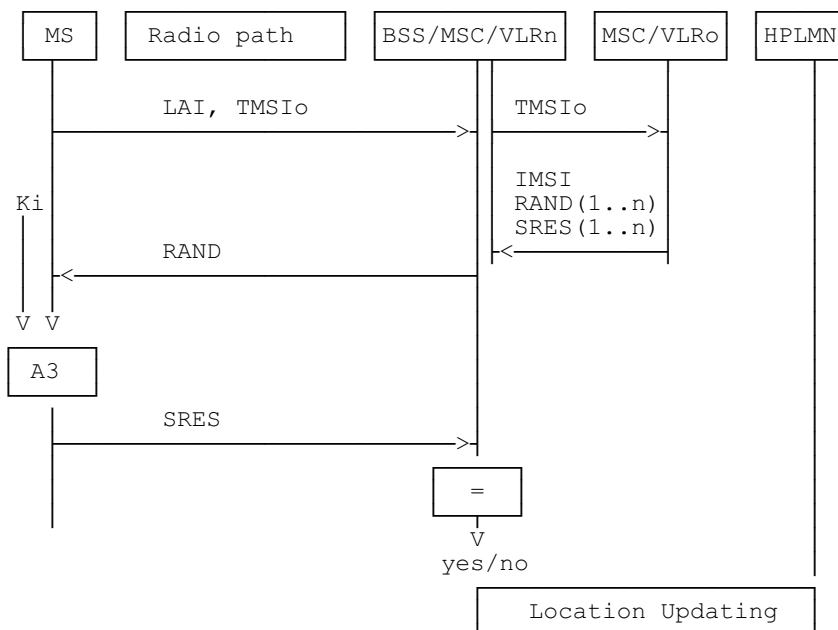 MS Radio path BSS/MSC/VLRn MSC/VLRo HPLMN
LAI, TMSIo TMSIo
IMSI
Ki RAND(1..n)
SRES(1..n)
RAND
V V
A3
SRES
=
V
yes/no
Location Updating